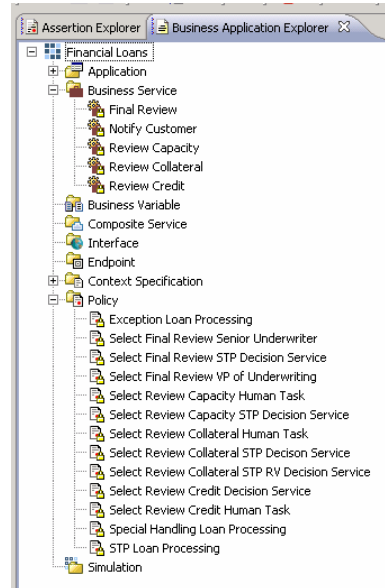 Assertion Explorer
Business Application Explorer
Financial Loans
Application
Business Service
Final Review
Notify Customer
Review Capacity
Review Collateral
Review Credit
Business Variable
Composite Service
Interface
Endpoint
Context Specification
Policy
Exception Loan Processing
Select Final Review Senior Underwriter
Select Final Review STP Decision Service
Select Final Review VP of Underwriting
Select Review Capacity Human Task
Select Review Capacity STP Decision Service
Select Review Collateral Human Task
Select Review Collateral STP Decson Service
Select Review Collateral STP RV Decision Service
Select Review Credit Decision Service
Select Review Credit Human Task
Special Handling Loan Processing
STP Loan Processing
Simulation